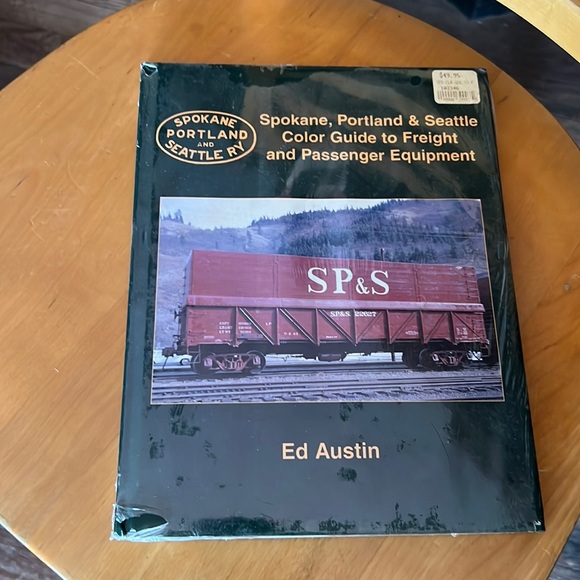 $49.95
SPOKANE
PORTLAND
AND
SEATTLE RY
Spokane, Portland & Seattle
Color Guide to Freight
and Passenger Equipment
SP&S
SP.&S. 22627
Ed Austin